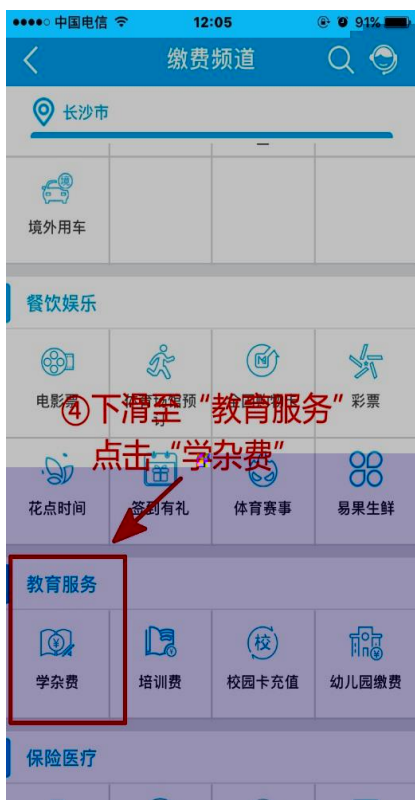 中国电信 12:05 91%
缴费频道
长沙市
境外用车
餐饮娱乐
电影票 彩票
④下滑至“教育服务”
点击“学杂费”
花点时间 签到有礼 体育赛事 易果生鲜
教育服务
学杂费 培训费 校园卡充值 幼儿园缴费
保险医疗